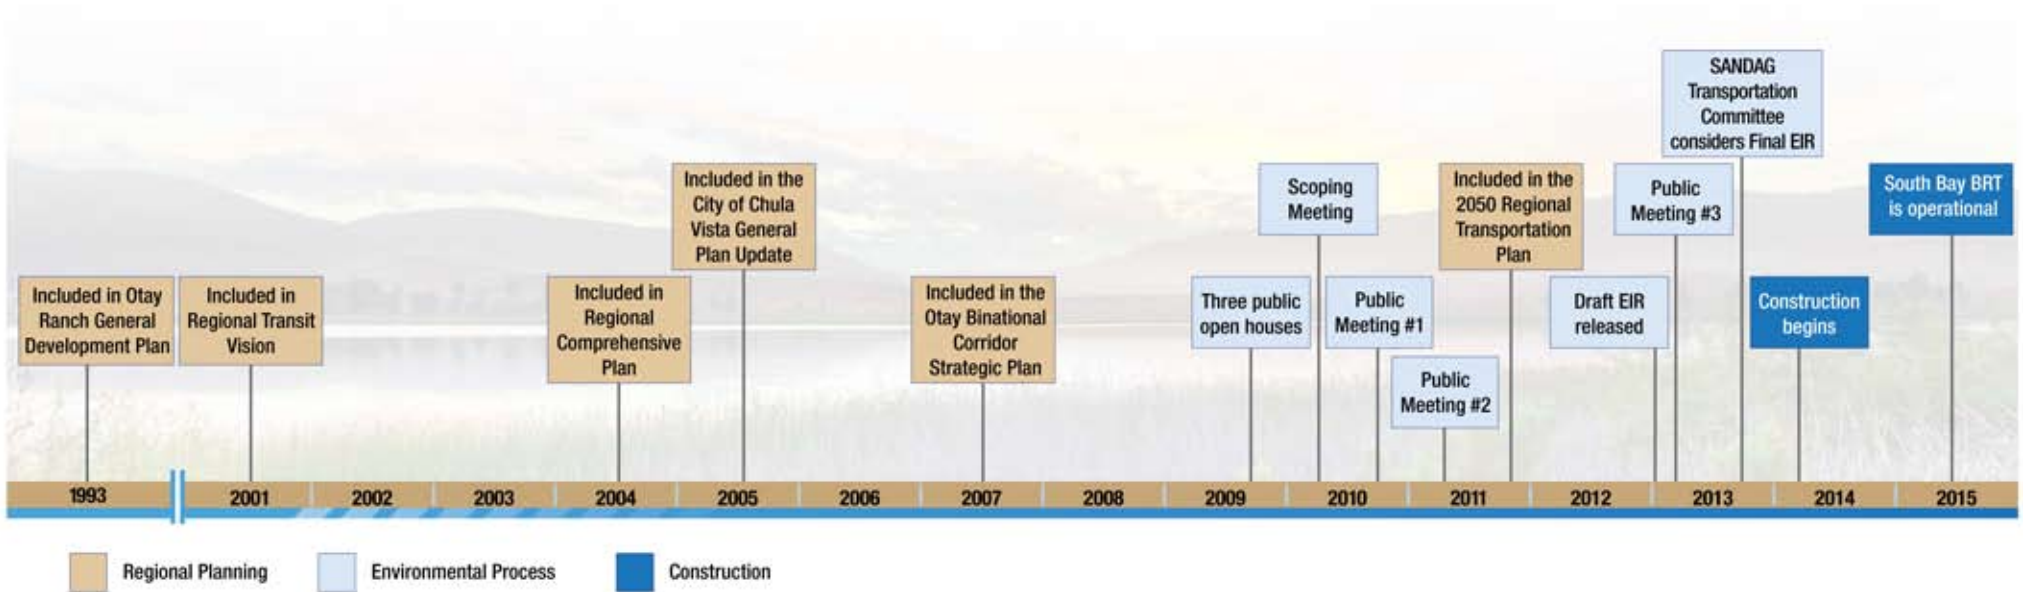 SANDAG
Transportation
Committee
considers Final EIR
Included in the
City of Chula
Vista General
Plan Update
Scoping
Meeting
Included in the
2050 Regional
Transportation
Plan
Public
Meeting #3
South Bay BRT
is operational
Included in Otay
Ranch General
Development Plan
Included in
Regional Transit
Vision
Included in
Regional
Comprehensive
Plan
Included in the
Otay Binational
Corridor
Strategic Plan
Three public
open houses
Public
Meeting #1
Draft EIR
released
Construction
begins
Public
Meeting #2
1993 2001 2002 2003 2004 2005 2006 2007 2008 2009 2010 2011 2012 2013 2014 2015
Regional Planning Environmental Process Construction